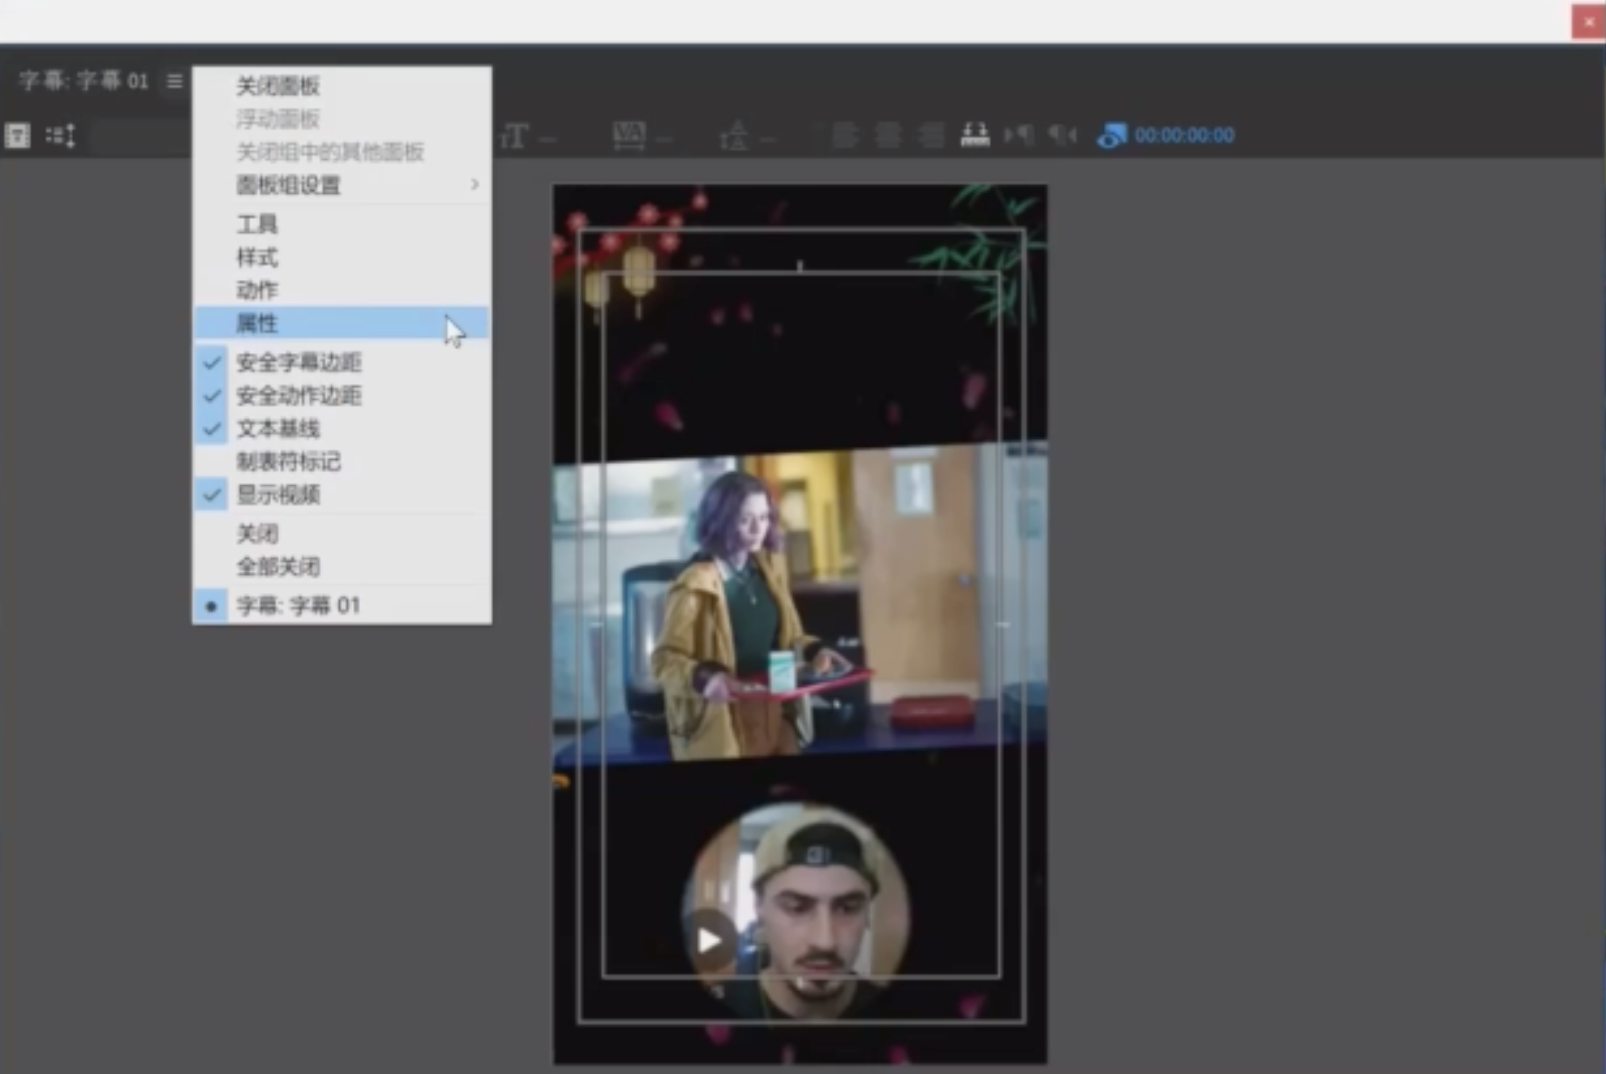 字幕: 字幕 01
00:00:00:00
关闭面板
浮动面板
关闭组中的其他面板
面板组设置
工具
样式
动作
属性
安全字幕边距
安全动作边距
文本基线
制表符标记
显示视频
关闭
全部关闭
字幕: 字幕 01